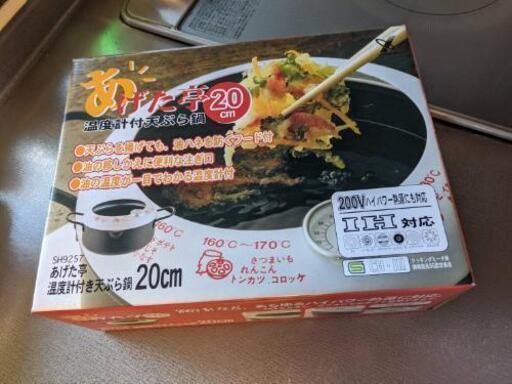 あげた亭 20cm
温度計付天ぷら鍋
●天ぷらを揚げても、油ハネを防ぐフード付
●油の移しかえに便利な注ぎ口
●油の温度が一目でわかる温度計付
200Vハイパワー熱源にも対応
IH対応
160℃〜170℃
さつまいも
れんこん
トンカツ コロッケ
SH9257
あげた亭
温度計付き天ぷら鍋 20cm